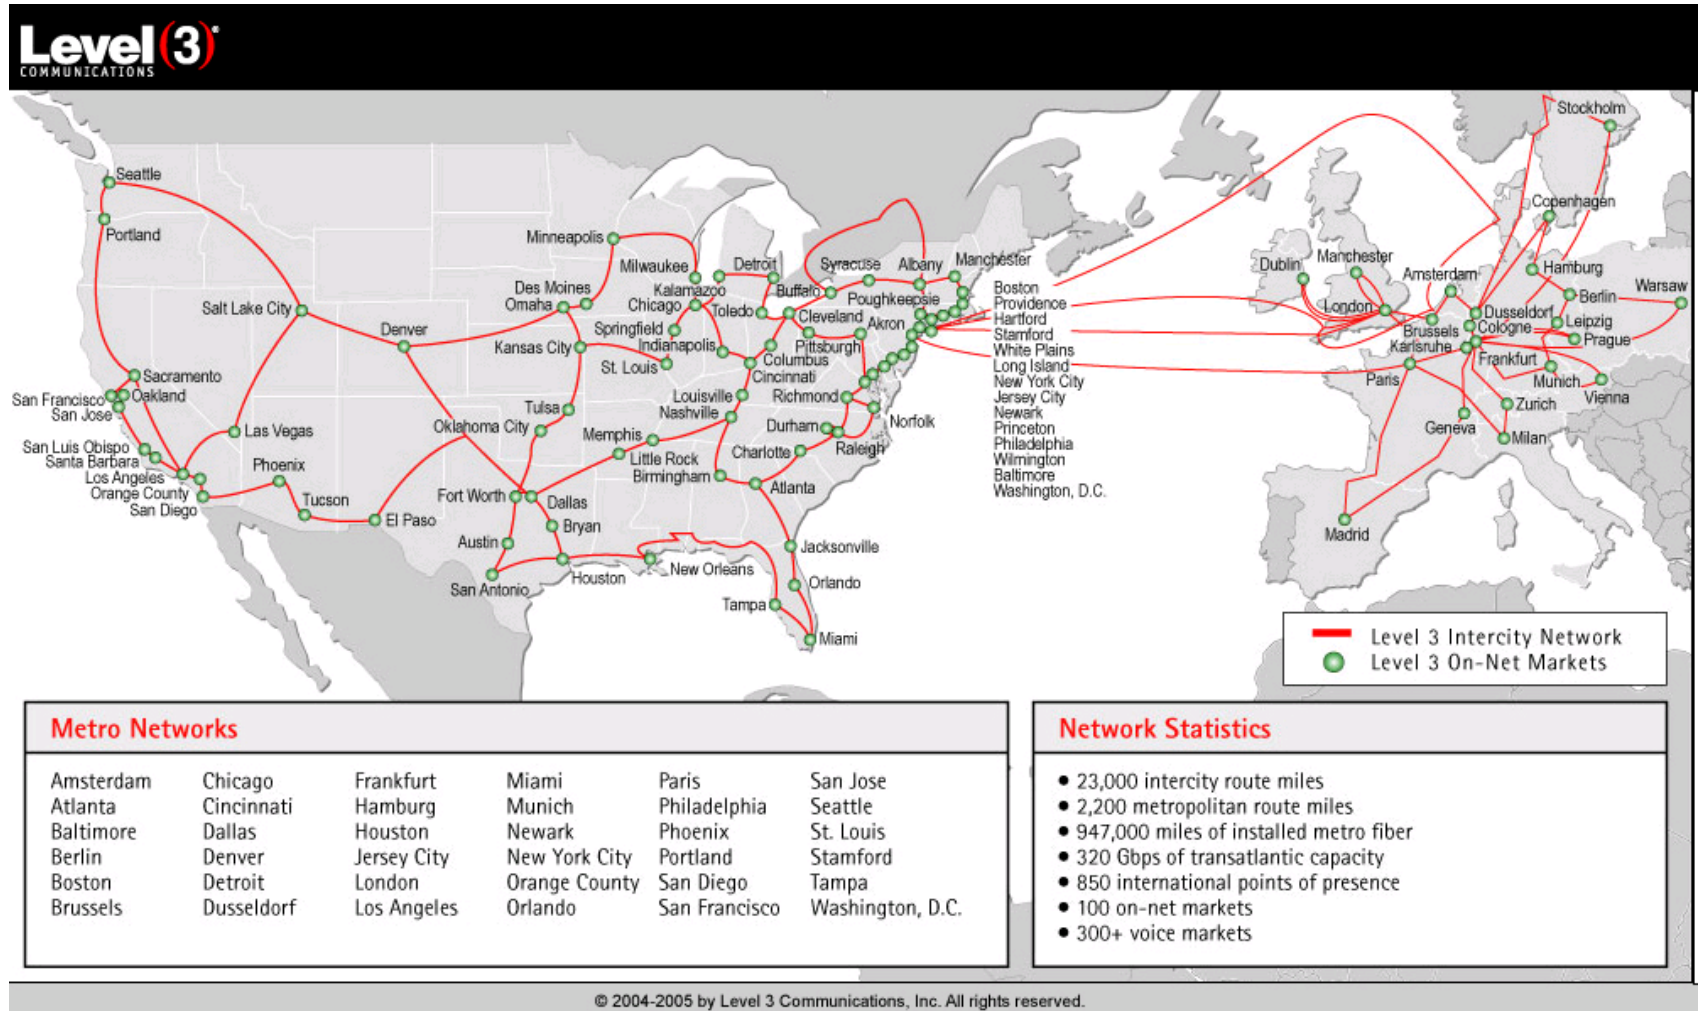 Level(3)®
COMMUNICATIONS
Seattle
Portland
Salt Lake City
Denver
Sacramento
San Francisco
Oakland
San Jose
San Luis Obispo
Santa Barbara
Los Angeles
Orange County
San Diego
Las Vegas
Phoenix
Tucson
El Paso
Minneapolis
Milwaukee
Des Moines
Omaha
Kansas City
Kalamazoo
Chicago
Springfield
Indianapolis
St. Louis
Detroit
Toledo
Buffalo
Cleveland
Akron
Pittsburgh
Columbus
Cincinnati
Louisville
Nashville
Richmond
Norfolk
Durham
Raleigh
Charlotte
Tulsa
Oklahoma City
Memphis
Little Rock
Birmingham
Atlanta
Fort Worth
Dallas
Bryan
Austin
San Antonio
Houston
New Orleans
Jacksonville
Orlando
Tampa
Miami
Syracuse
Albany
Manchester
Poughkeepsie
Boston
Providence
Hartford
Stamford
White Plains
Long Island
New York City
Jersey City
Newark
Princeton
Philadelphia
Wilmington
Baltimore
Washington, D.C.
Stockholm
Copenhagen
Dublin
Manchester
Amsterdam
London
Hamburg
Berlin
Warsaw
Dusseldorf
Leipzig
Brussels
Cologne
Karlsruhe
Prague
Frankfurt
Paris
Munich
Vienna
Zurich
Geneva
Milan
Madrid
Level 3 Intercity Network
Level 3 On-Net Markets
Metro Networks
Amsterdam
Atlanta
Baltimore
Berlin
Boston
Brussels
Chicago
Cincinnati
Dallas
Denver
Detroit
Dusseldorf
Frankfurt
Hamburg
Houston
Jersey City
London
Los Angeles
Miami
Munich
Newark
New York City
Orange County
Orlando
Paris
Philadelphia
Phoenix
Portland
San Diego
San Francisco
San Jose
Seattle
St. Louis
Stamford
Tampa
Washington, D.C.
Network Statistics
• 23,000 intercity route miles
• 2,200 metropolitan route miles
• 947,000 miles of installed metro fiber
• 320 Gbps of transatlantic capacity
• 850 international points of presence
• 100 on-net markets
• 300+ voice markets
© 2004-2005 by Level 3 Communications, Inc. All rights reserved.